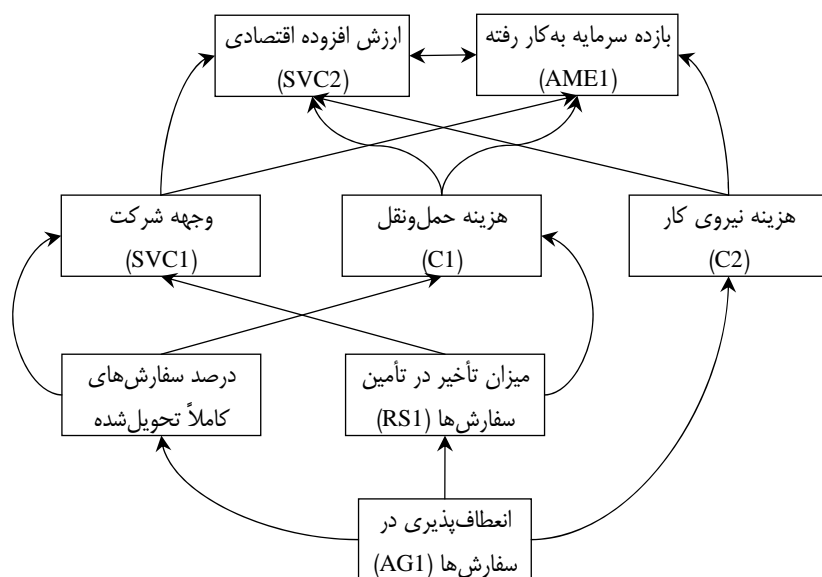 بازده سرمایه به‌کار رفته
(AME1)
ارزش افزوده اقتصادی
(SVC2)
هزینه نیروی کار
(C2)
هزینه حمل‌ونقل
(C1)
وجهه شرکت
(SVC1)
میزان تأخیر در تأمین
سفارش‌ها (RS1)
درصد سفارش‌های
کاملاً تحویل‌شده
انعطاف‌پذیری در
سفارش‌ها (AG1)